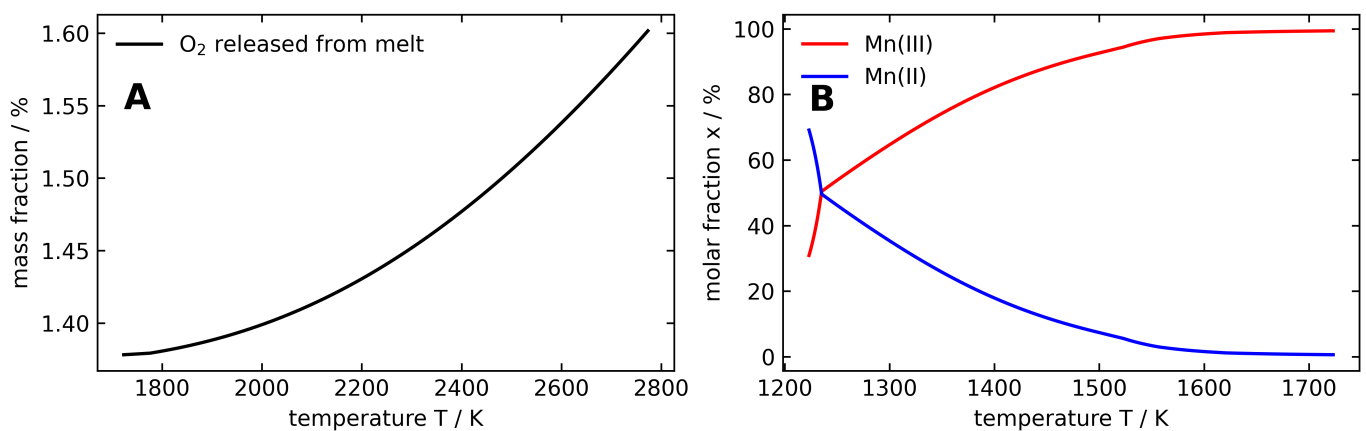 1.60
1.55
1.50
1.45
1.40
mass fraction / %
O₂ released from melt
A
1800
2000
2200
2400
2600
2800
temperature T / K
100
80
60
40
20
0
molar fraction x / %
Mn(III)
Mn(II)
B
1200
1300
1400
1500
1600
1700
temperature T / K